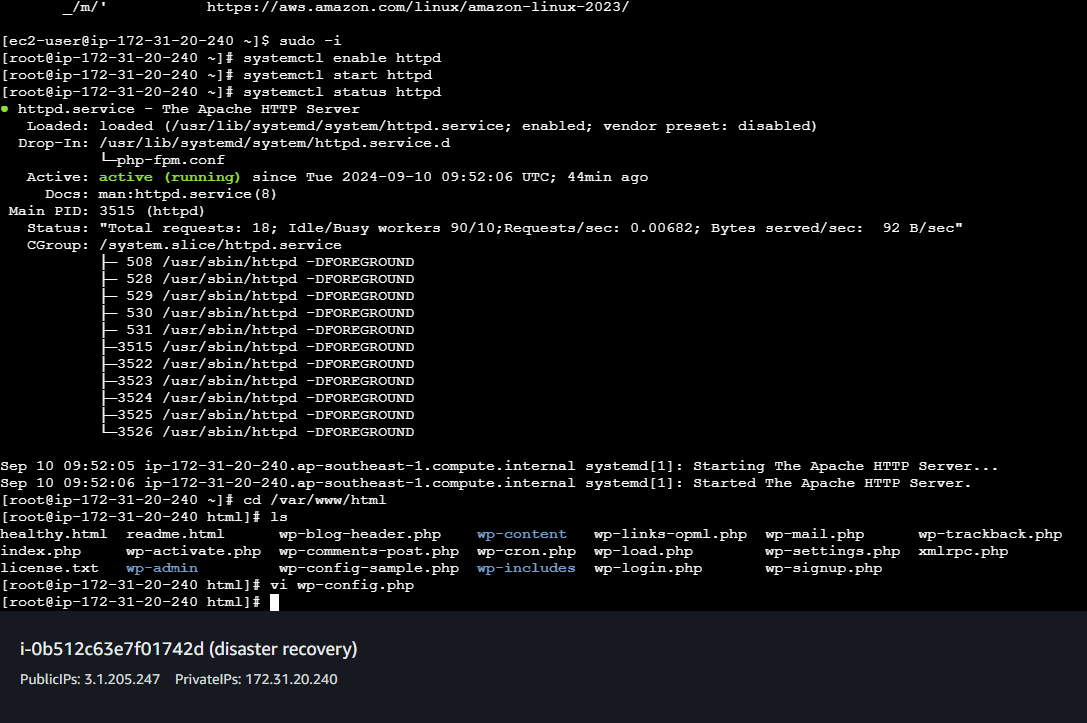 _/m/' https://aws.amazon.com/linux/amazon-linux-2023/
[ec2-user@ip-172-31-20-240 ~]$ sudo -i
[root@ip-172-31-20-240 ~]# systemctl enable httpd
[root@ip-172-31-20-240 ~]# systemctl start httpd
[root@ip-172-31-20-240 ~]# systemctl status httpd
● httpd.service - The Apache HTTP Server
Loaded: loaded (/usr/lib/systemd/system/httpd.service; enabled; vendor preset: disabled)
Drop-In: /usr/lib/systemd/system/httpd.service.d
└─php-fpm.conf
Active: active (running) since Tue 2024-09-10 09:52:06 UTC; 44min ago
Docs: man:httpd.service(8)
Main PID: 3515 (httpd)
Status: "Total requests: 18; Idle/Busy workers 90/10;Requests/sec: 0.00682; Bytes served/sec:  92 B/sec"
CGroup: /system.slice/httpd.service
├─ 508 /usr/sbin/httpd -DFOREGROUND
├─ 528 /usr/sbin/httpd -DFOREGROUND
├─ 529 /usr/sbin/httpd -DFOREGROUND
├─ 530 /usr/sbin/httpd -DFOREGROUND
├─ 531 /usr/sbin/httpd -DFOREGROUND
├─3515 /usr/sbin/httpd -DFOREGROUND
├─3522 /usr/sbin/httpd -DFOREGROUND
├─3523 /usr/sbin/httpd -DFOREGROUND
├─3524 /usr/sbin/httpd -DFOREGROUND
├─3525 /usr/sbin/httpd -DFOREGROUND
└─3526 /usr/sbin/httpd -DFOREGROUND
Sep 10 09:52:05 ip-172-31-20-240.ap-southeast-1.compute.internal systemd[1]: Starting The Apache HTTP Server...
Sep 10 09:52:06 ip-172-31-20-240.ap-southeast-1.compute.internal systemd[1]: Started The Apache HTTP Server.
[root@ip-172-31-20-240 ~]# cd /var/www/html
[root@ip-172-31-20-240 html]# ls
healthy.html readme.html wp-blog-header.php wp-content wp-links-opml.php wp-mail.php wp-trackback.php
index.php wp-activate.php wp-comments-post.php wp-cron.php wp-load.php wp-settings.php xmlrpc.php
license.txt wp-admin wp-config-sample.php wp-includes wp-login.php wp-signup.php
[root@ip-172-31-20-240 html]# vi wp-config.php
[root@ip-172-31-20-240 html]#
i-0b512c63e7f01742d (disaster recovery)
PublicIPs: 3.1.205.247 PrivateIPs: 172.31.20.240